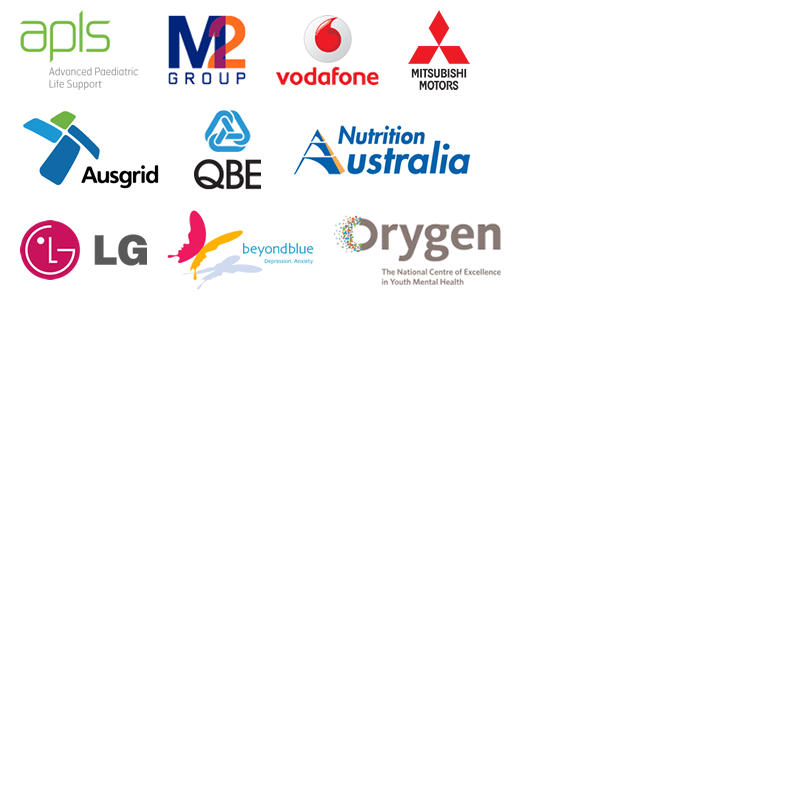 apls
Advanced Paediatric
Life Support
M2
GROUP
vodafone
MITSUBISHI
MOTORS
Ausgrid
QBE
Nutrition
Australia
LG LG
beyondblue
Depression. Anxiety
Orygen
The National Centre of Excellence
in Youth Mental Health